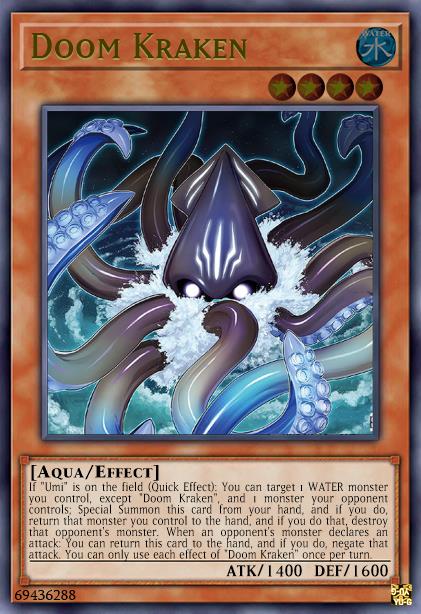 DOOM KRAKEN
WATER
水
[AQUA/EFFECT]
If "Umi" is on the field (Quick Effect): You can target 1 WATER monster
you control, except "Doom Kraken", and 1 monster your opponent
controls; Special Summon this card from your hand, and if you do,
return that monster you control to the hand, and if you do that, destroy
that opponent's monster. When an opponent's monster declares an
attack: You can return this card to the hand, and if you do, negate that
attack. You can only use each effect of "Doom Kraken" once per turn.
ATK/1400 DEF/1600
69436288